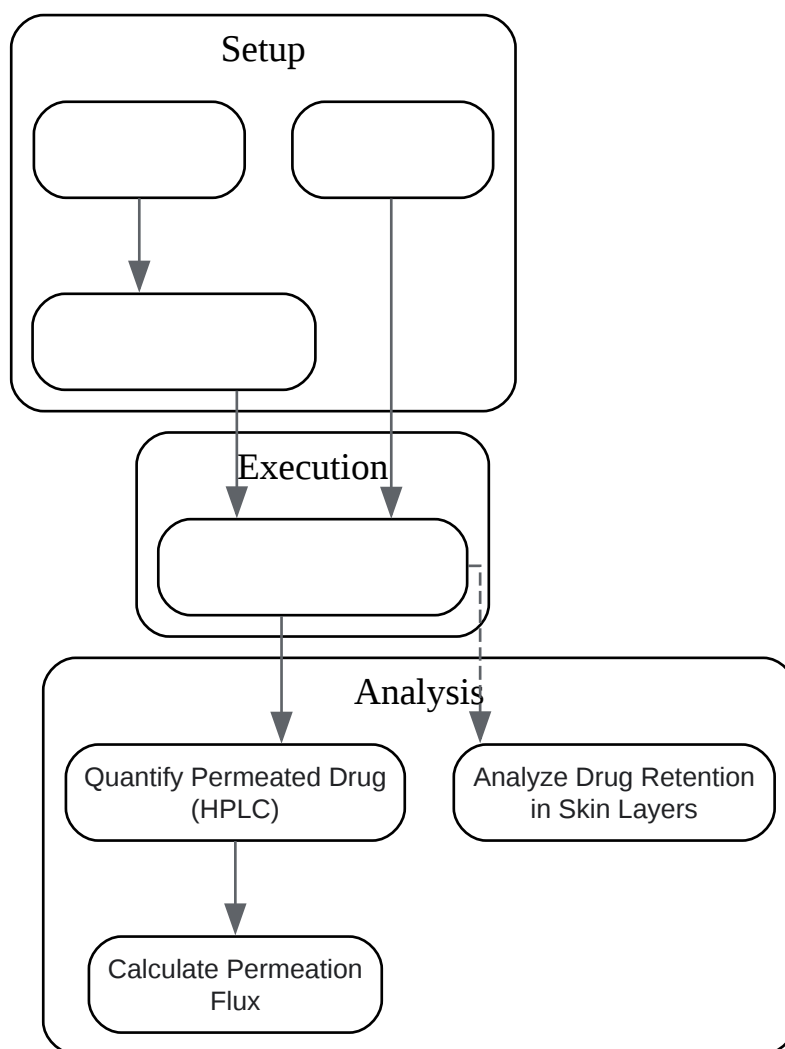 Setup
Execution
Analysis
Quantify Permeated Drug
(HPLC)
Analyze Drug Retention
in Skin Layers
Calculate Permeation
Flux